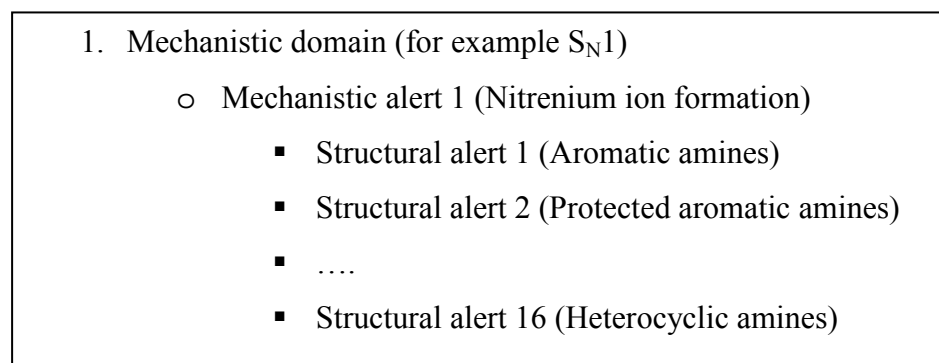 1. Mechanistic domain (for example SN1)
o Mechanistic alert 1 (Nitrenium ion formation)
▪ Structural alert 1 (Aromatic amines)
▪ Structural alert 2 (Protected aromatic amines)
▪ ….
▪ Structural alert 16 (Heterocyclic amines)